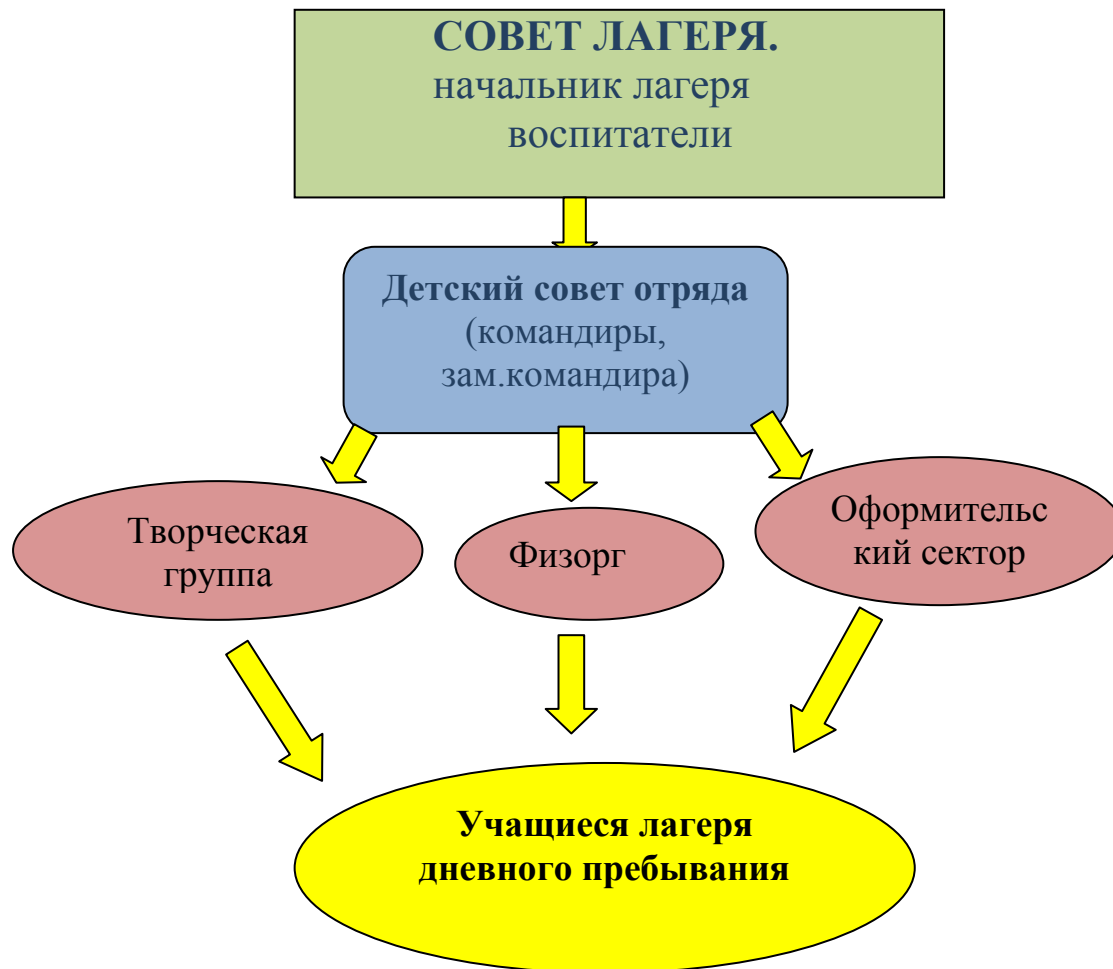 СОВЕТ ЛАГЕРЯ.
начальник лагеря
воспитатели
Детский совет отряда
(командиры,
зам.командира)
Творческая
группа
Физорг
Оформительс
кий сектор
Учащиеся лагеря
дневного пребывания